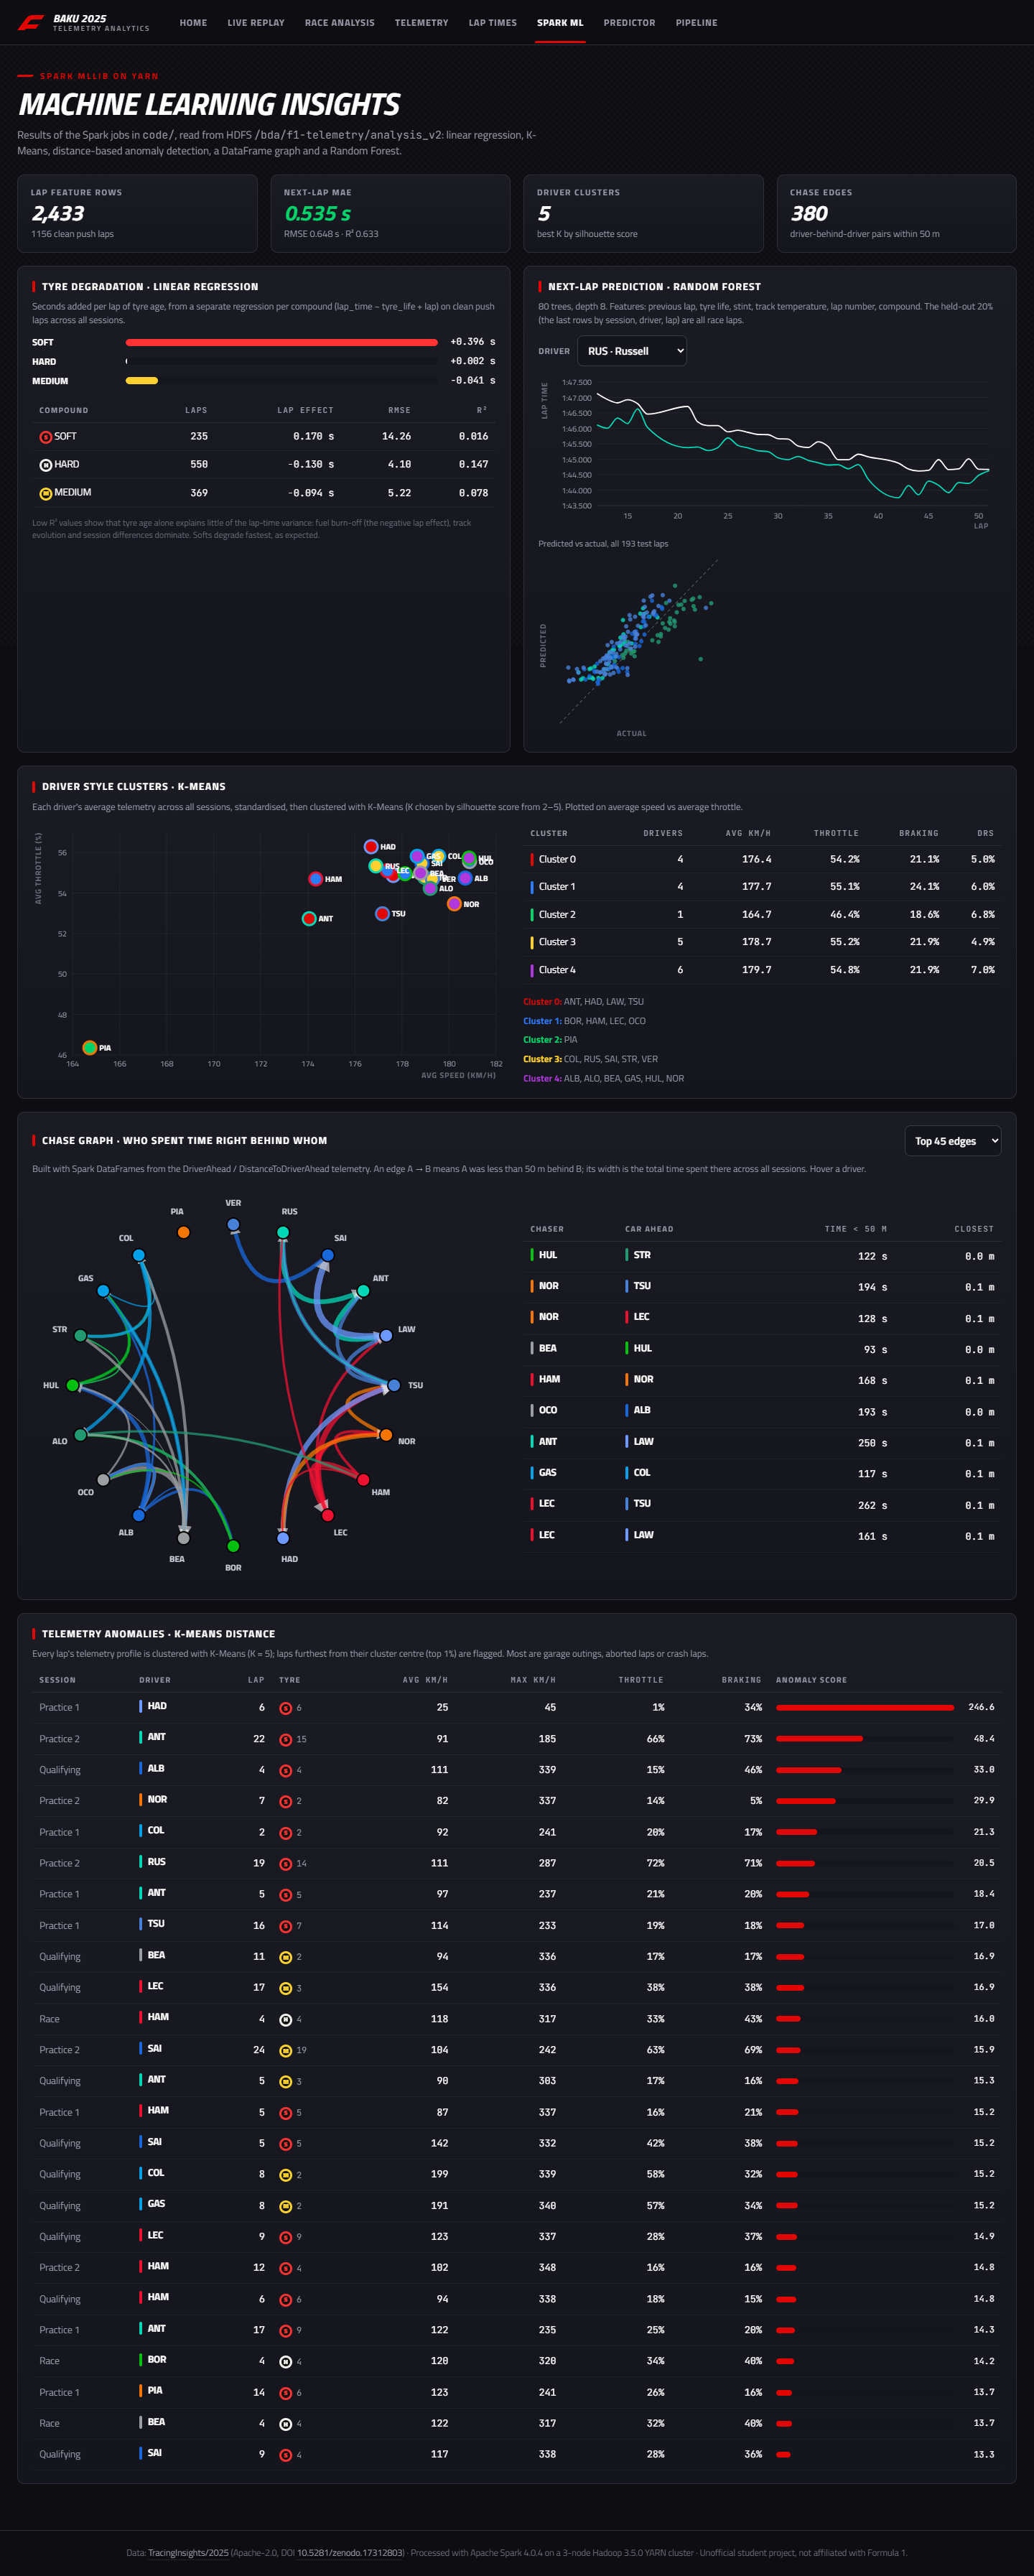 BAKU 2025
TELEMETRY ANALYTICS
HOME
LIVE REPLAY
RACE ANALYSIS
TELEMETRY
LAP TIMES
SPARK ML
PREDICTOR
PIPELINE
SPARK MLLIB ON YARN
MACHINE LEARNING INSIGHTS
Results of the Spark jobs in code/, read from HDFS /bda/f1-telemetry/analysis_v2: linear regression, K-
Means, distance-based anomaly detection, a DataFrame graph and a Random Forest.
LAP FEATURE ROWS
2,433
1156 clean push laps
NEXT-LAP MAE
0.535 s
RMSE 0.648 s · R² 0.633
DRIVER CLUSTERS
5
best K by silhouette score
CHASE EDGES
380
driver-behind-driver pairs within 50 m
TYRE DEGRADATION · LINEAR REGRESSION
Seconds added per lap of tyre age, from a separate regression per compound (lap_time ~ tyre_life + lap) on clean push
laps across all sessions.
SOFT +0.396 s
HARD +0.002 s
MEDIUM -0.041 s
COMPOUND LAPS LAP EFFECT RMSE R²
SOFT 235 0.170 s 14.26 0.016
HARD 550 -0.130 s 4.10 0.147
MEDIUM 369 -0.094 s 5.22 0.078
Low R² values show that tyre age alone explains little of the lap-time variance: fuel burn-off (the negative lap effect), track
evolution and session differences dominate. Softs degrade fastest, as expected.
NEXT-LAP PREDICTION · RANDOM FOREST
80 trees, depth 8. Features: previous lap, tyre life, stint, track temperature, lap number, compound. The held-out 20%
(the last rows by session, driver, lap) are all race laps.
DRIVER RUS · Russell
LAP TIME
1:47.500
1:47.000
1:46.500
1:46.000
1:45.500
1:45.000
1:44.500
1:44.000
1:43.500
15 20 25 30 35 40 45 50
LAP
Predicted vs actual, all 193 test laps
PREDICTED
ACTUAL
DRIVER STYLE CLUSTERS · K-MEANS
Each driver's average telemetry across all sessions, standardised, then clustered with K-Means (K chosen by silhouette score from 2–5). Plotted on average speed vs average throttle.
AVG THROTTLE (%)
56
54
52
50
48
46
HAD
GAS
COL
HUL
OCO
RUS
SAI
LEC
BEA
HAM
VER
ALB
ALO
NOR
ANT
TSU
PIA
164 166 168 170 172 174 176 178 180 182
AVG SPEED (KM/H)
CLUSTER DRIVERS AVG KM/H THROTTLE BRAKING DRS
Cluster 0 4 176.4 54.2% 21.1% 5.0%
Cluster 1 4 177.7 55.1% 24.1% 6.0%
Cluster 2 1 164.7 46.4% 18.6% 6.8%
Cluster 3 5 178.7 55.2% 21.9% 4.9%
Cluster 4 6 179.7 54.8% 21.9% 7.0%
Cluster 0: ANT, HAD, LAW, TSU
Cluster 1: BOR, HAM, LEC, OCO
Cluster 2: PIA
Cluster 3: COL, RUS, SAI, STR, VER
Cluster 4: ALB, ALO, BEA, GAS, HUL, NOR
CHASE GRAPH · WHO SPENT TIME RIGHT BEHIND WHOM
Top 45 edges
Built with Spark DataFrames from the DriverAhead / DistanceToDriverAhead telemetry. An edge A → B means A was less than 50 m behind B; its width is the total time spent there across all sessions. Hover a driver.
VER
PIA
RUS
COL
SAI
GAS
ANT
STR
LAW
HUL
TSU
ALO
NOR
OCO
HAM
ALB
LEC
BEA
HAD
BOR
CHASER CAR AHEAD TIME < 50 M CLOSEST
HUL STR 122 s 0.0 m
NOR TSU 194 s 0.1 m
NOR LEC 128 s 0.1 m
BEA HUL 93 s 0.0 m
HAM NOR 168 s 0.1 m
OCO ALB 193 s 0.0 m
ANT LAW 250 s 0.1 m
GAS COL 117 s 0.1 m
LEC TSU 262 s 0.1 m
LEC LAW 161 s 0.1 m
TELEMETRY ANOMALIES · K-MEANS DISTANCE
Every lap's telemetry profile is clustered with K-Means (K = 5); laps furthest from their cluster centre (top 1%) are flagged. Most are garage outings, aborted laps or crash laps.
SESSION DRIVER LAP TYRE AVG KM/H MAX KM/H THROTTLE BRAKING ANOMALY SCORE
Practice 1 HAD 6 S 6 25 45 1% 34% 246.6
Practice 2 ANT 22 S 15 91 185 66% 73% 48.4
Qualifying ALB 4 S 4 111 339 15% 46% 33.0
Practice 2 NOR 7 S 2 82 337 14% 5% 29.9
Practice 1 COL 2 S 2 92 241 20% 17% 21.3
Practice 2 RUS 19 S 14 111 287 72% 71% 20.5
Practice 1 ANT 5 S 5 97 237 21% 20% 18.4
Practice 1 TSU 16 S 7 114 233 19% 18% 17.0
Qualifying BEA 11 M 2 94 336 17% 17% 16.9
Qualifying LEC 17 M 3 154 336 38% 38% 16.9
Race HAM 4 H 4 118 317 33% 43% 16.0
Practice 2 SAI 24 M 19 104 242 63% 69% 15.9
Qualifying ANT 5 M 3 90 303 17% 16% 15.3
Practice 1 HAM 5 S 5 87 337 16% 21% 15.2
Qualifying SAI 5 S 5 142 332 42% 38% 15.2
Qualifying COL 8 M 2 199 339 58% 32% 15.2
Qualifying GAS 8 M 2 191 340 57% 34% 15.2
Qualifying LEC 9 S 9 123 337 28% 37% 14.9
Practice 2 HAM 12 S 4 102 348 16% 16% 14.8
Qualifying HAM 6 S 6 94 338 18% 15% 14.8
Practice 1 ANT 17 S 9 122 235 25% 20% 14.3
Race BOR 4 H 4 120 320 34% 40% 14.2
Practice 1 PIA 14 S 6 123 241 26% 16% 13.7
Race BEA 4 H 4 122 317 32% 40% 13.7
Qualifying SAI 9 S 4 117 338 28% 36% 13.3
Data: TracingInsights/2025 (Apache-2.0, DOI 10.5281/zenodo.17312803) · Processed with Apache Spark 4.0.4 on a 3-node Hadoop 3.5.0 YARN cluster · Unofficial student project, not affiliated with Formula 1.